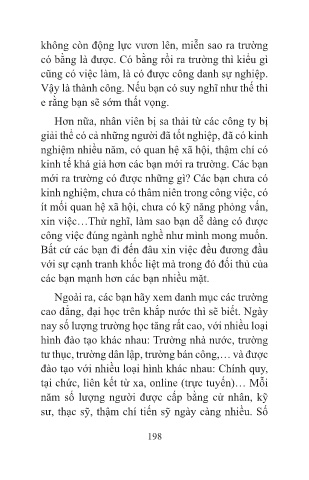 không còn động lực vươn lên, miễn sao ra trường
có bằng là được. Có bằng rồi ra trường thì kiểu gì
cũng có việc làm, là có được công danh sự nghiệp.
Vậy là thành công. Nếu bạn có suy nghĩ như thế thì
e rằng bạn sẽ sớm thất vọng.
Hơn nữa, nhân viên bị sa thải từ các công ty bị
giải thể có cả những người đã tốt nghiệp, đã có kinh
nghiệm nhiều năm, có quan hệ xã hội, thậm chí có
kinh tế khá giả hơn các bạn mới ra trường. Các bạn
mới ra trường có được những gì? Các bạn chưa có
kinh nghiệm, chưa có thâm niên trong công việc, có
ít mối quan hệ xã hội, chưa có kỹ năng phỏng vấn,
xin việc…Thử nghĩ, làm sao bạn dễ dàng có được
công việc đúng ngành nghề như mình mong muốn.
Bất cứ các bạn đi đến đâu xin việc đều đương đầu
với sự cạnh tranh khốc liệt mà trong đó đối thủ của
các bạn mạnh hơn các bạn nhiều mặt.
Ngoài ra, các bạn hãy xem danh mục các trường
cao đẳng, đại học trên khắp nước thì sẽ biết. Ngày
nay số lượng trường học tăng rất cao, với nhiều loại
hình đào tạo khác nhau: Trường nhà nước, trường
tư thục, trường dân lập, trường bán công,… và được
đào tạo với nhiều loại hình khác nhau: Chính quy,
tại chức, liên kết từ xa, online (trực tuyến)… Mỗi
năm số lượng người được cấp bằng cử nhân, kỹ
sư, thạc sỹ, thậm chí tiến sỹ ngày càng nhiều. Số
198